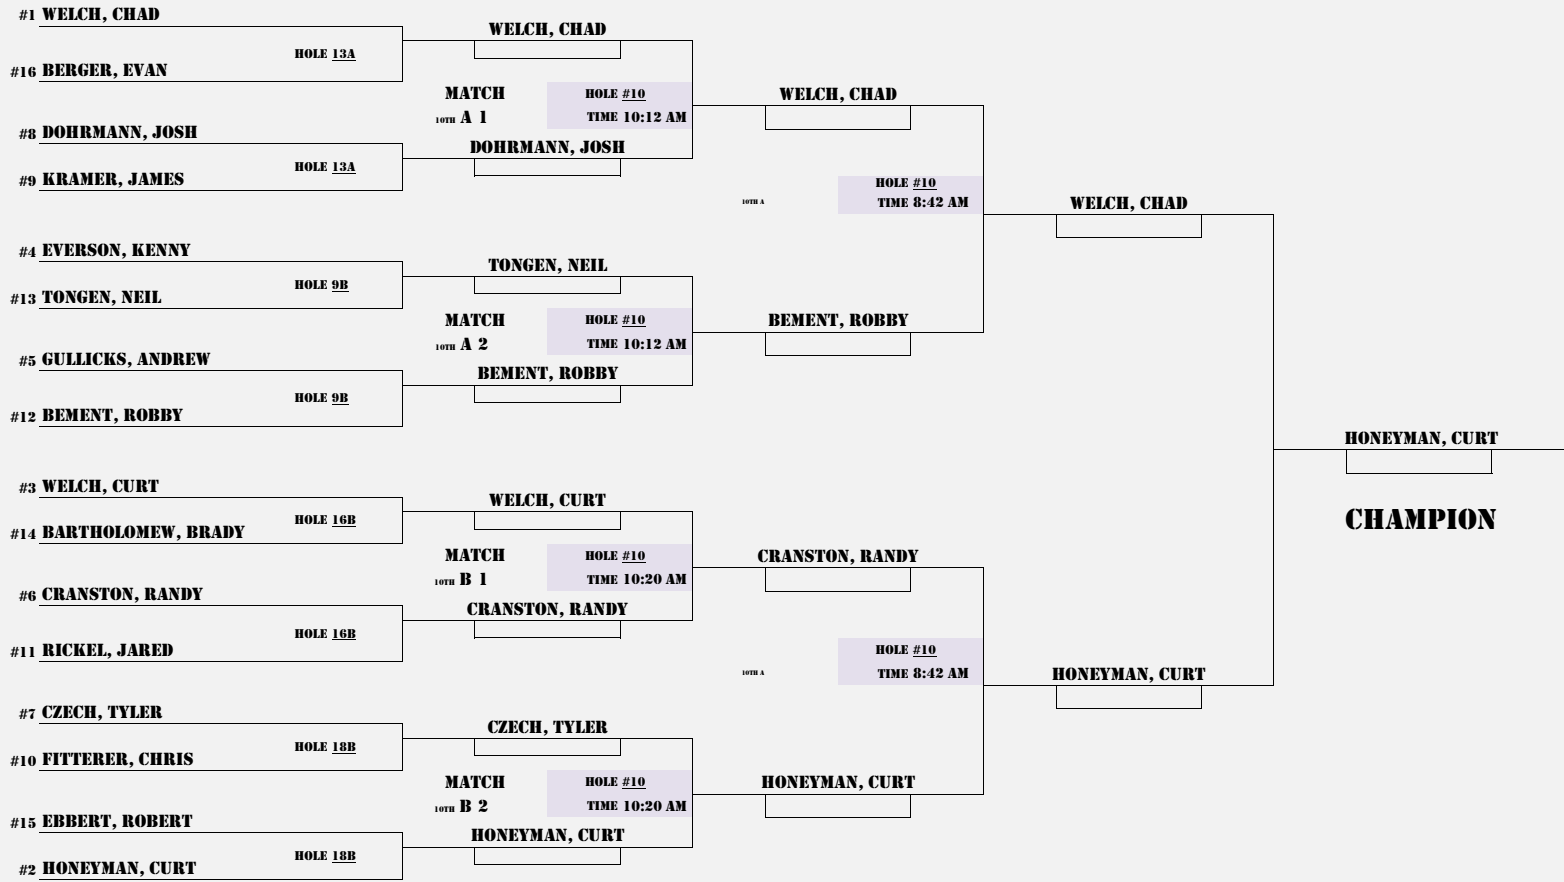 #1 WELCH, CHAD
HOLE 13A
#16 BERGER, EVAN
#8 DOHRMANN, JOSH
HOLE 13A
#9 KRAMER, JAMES
#4 EVERSON, KENNY
HOLE 9B
#13 TONGEN, NEIL
#5 GULLICKS, ANDREW
HOLE 9B
#12 BEMENT, ROBBY
#3 WELCH, CURT
HOLE 16B
#14 BARTHOLOMEW, BRADY
#6 CRANSTON, RANDY
HOLE 16B
#11 RICKEL, JARED
#7 CZECH, TYLER
HOLE 18B
#10 FITTERER, CHRIS
#15 EBBERT, ROBERT
HOLE 18B
#2 HONEYMAN, CURT
WELCH, CHAD
MATCH HOLE #10
10TH A 1 TIME 10:12 AM
DOHRMANN, JOSH
TONGEN, NEIL
MATCH HOLE #10
10TH A 2 TIME 10:12 AM
BEMENT, ROBBY
WELCH, CURT
MATCH HOLE #10
10TH B 1 TIME 10:20 AM
CRANSTON, RANDY
CZECH, TYLER
MATCH HOLE #10
10TH B 2 TIME 10:20 AM
HONEYMAN, CURT
WELCH, CHAD
HOLE #10
10TH A TIME 8:42 AM
BEMENT, ROBBY
CRANSTON, RANDY
HOLE #10
10TH A TIME 8:42 AM
HONEYMAN, CURT
WELCH, CHAD
HONEYMAN, CURT
HONEYMAN, CURT
CHAMPION